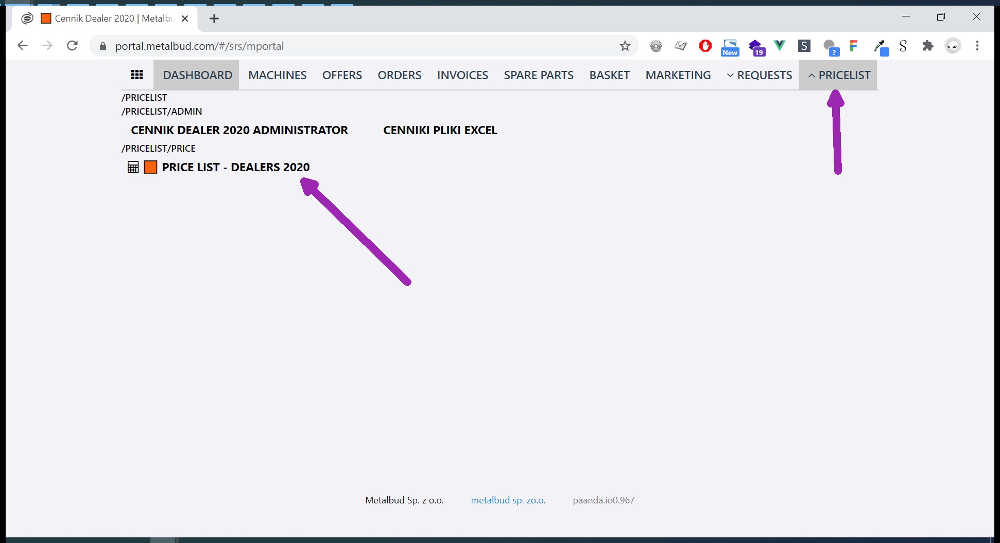 Cennik Dealer 2020 | Metalbu
portal.metalbud.com/#/srs/mportal
New
19
S
?
F
S
DASHBOARD MACHINES OFFERS ORDERS INVOICES SPARE PARTS BASKET MARKETING REQUESTS PRICELIST
/PRICELIST
/PRICELIST/ADMIN
CENNIK DEALER 2020 ADMINISTRATOR CENNIKI PLIKI EXCEL
/PRICELIST/PRICE
PRICE LIST - DEALERS 2020
Metalbud Sp. z o.o. metalbud sp. zo.o. paanda.io0.967